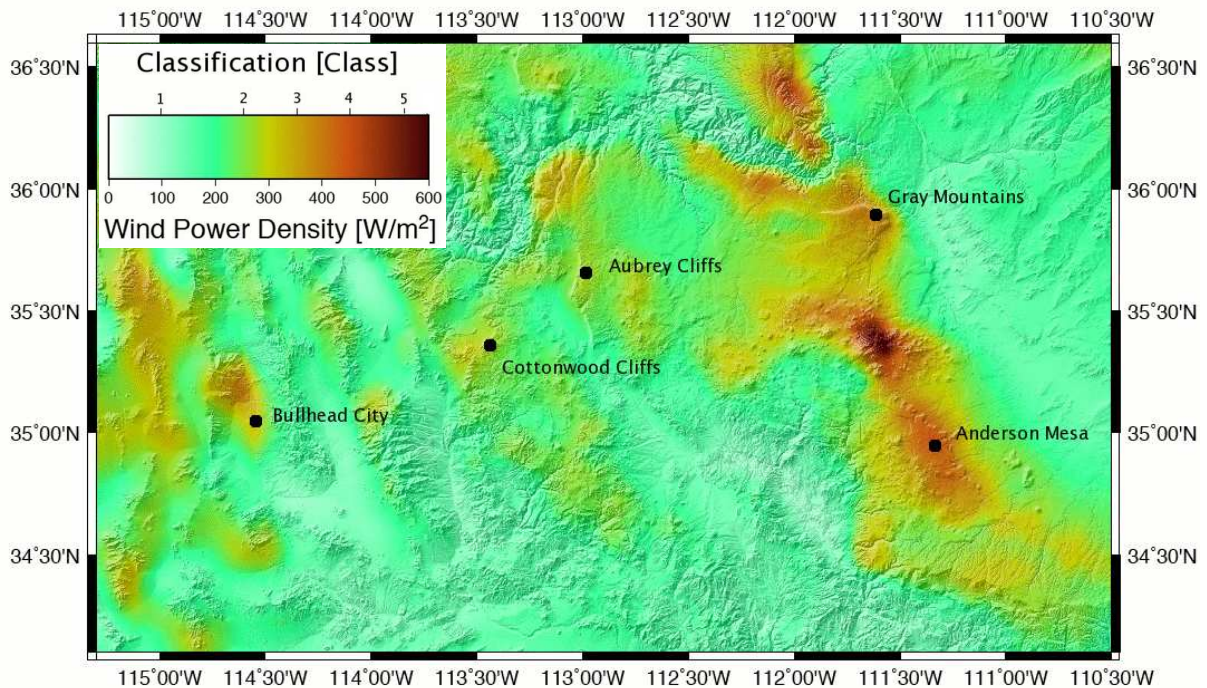 115˚00'W 114˚30'W 114˚00'W 113˚30'W 113˚00'W 112˚30'W 112˚00'W 111˚30'W 111˚00'W 110˚30'W
36˚30'N 36˚30'N
Classification [Class]
1 2 3 4 5
0 100 200 300 400 500 600
Wind Power Density [W/m²]
36˚00'N 36˚00'N
Gray Mountains
Aubrey Cliffs
35˚30'N 35˚30'N
Cottonwood Cliffs
Bullhead City
35˚00'N 35˚00'N
Anderson Mesa
34˚30'N 34˚30'N
115˚00'W 114˚30'W 114˚00'W 113˚30'W 113˚00'W 112˚30'W 112˚00'W 111˚30'W 111˚00'W 110˚30'W